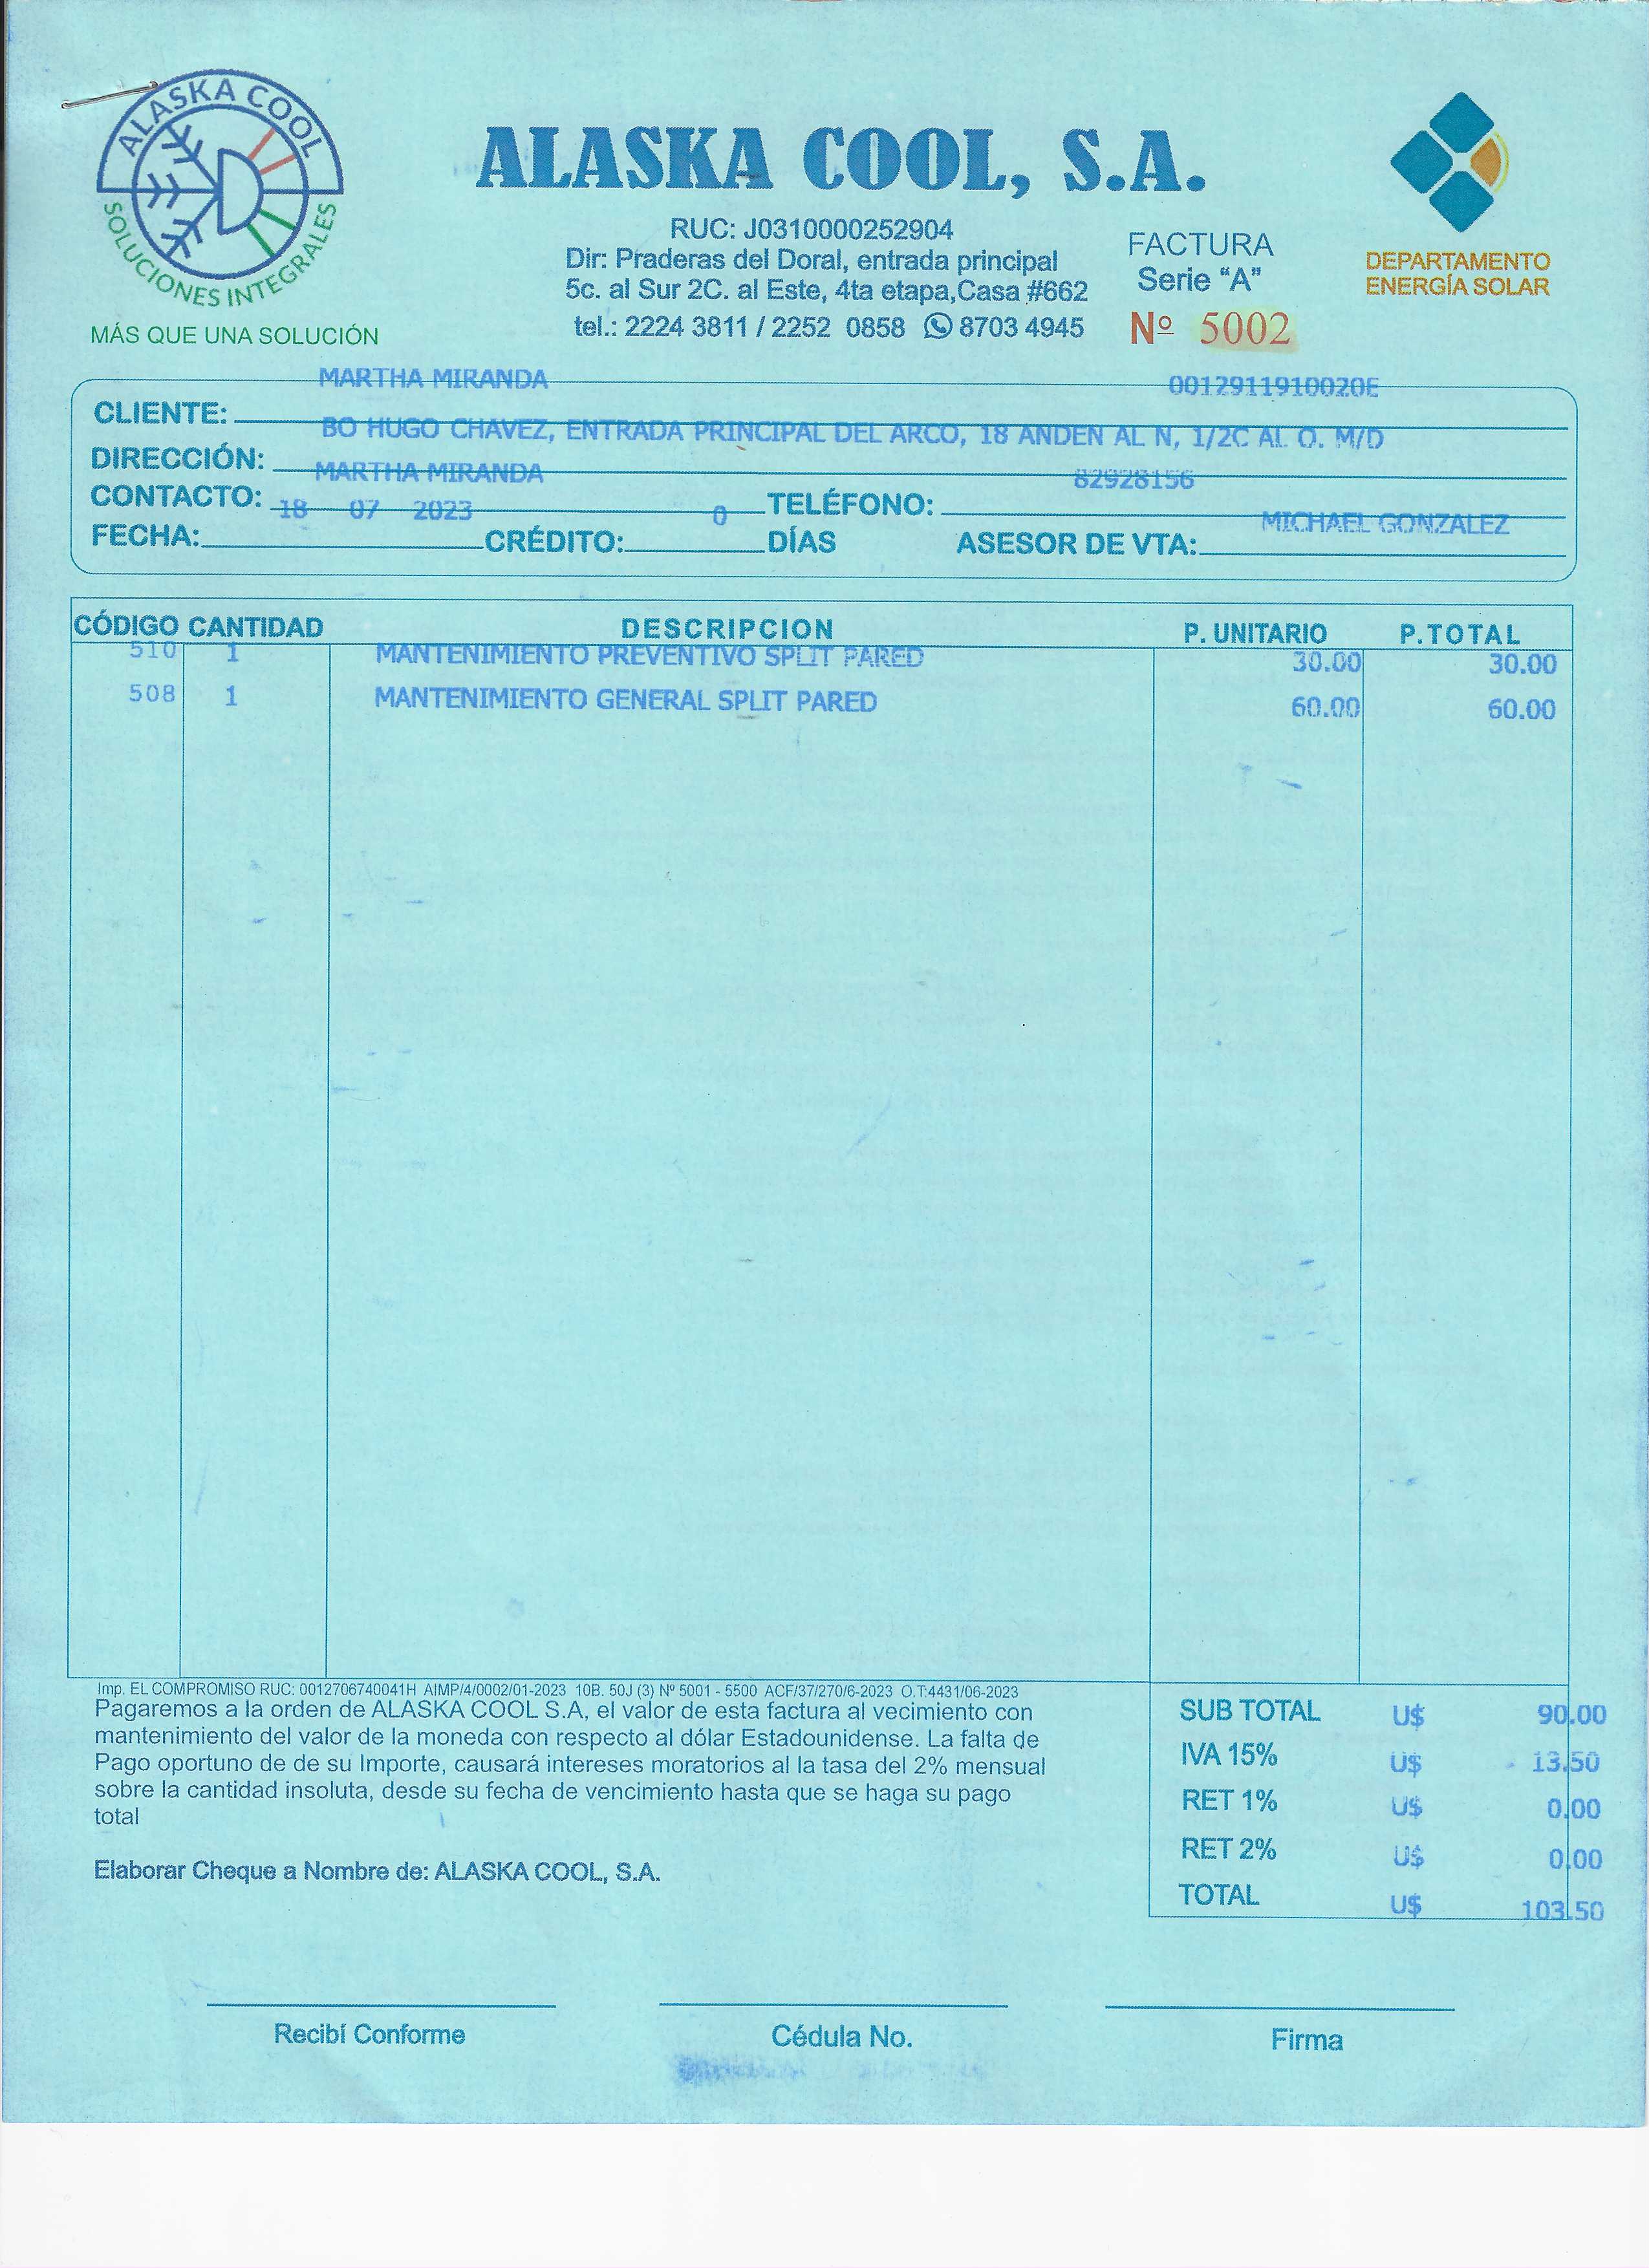 ALASKA COOL
SOLUCIONES INTEGRALES
MÁS QUE UNA SOLUCIÓN
ALASKA COOL, S.A.
RUC: J0310000252904
Dir: Praderas del Doral, entrada principal
5c. al Sur 2C. al Este, 4ta etapa,Casa #662
tel.: 2224 3811 / 2252 0858 8703 4945
FACTURA
Serie "A"
Nº 5002
DEPARTAMENTO
ENERGÍA SOLAR
CLIENTE: MARTHA MIRANDA 0012911910020E
DIRECCIÓN: BO HUGO CHAVEZ, ENTRADA PRINCIPAL DEL ARCO, 18 ANDEN AL N, 1/2C AL O. M/D
CONTACTO: MARTHA MIRANDA TELÉFONO: 82928156
FECHA: 18 07 2023 CRÉDITO: 0 DÍAS ASESOR DE VTA: MICHAEL GONZALEZ
CÓDIGO CANTIDAD DESCRIPCION P. UNITARIO P.TOTAL
510 1 MANTENIMIENTO PREVENTIVO SPLIT PARED 30.00 30.00
508 1 MANTENIMIENTO GENERAL SPLIT PARED 60.00 60.00
Imp. EL COMPROMISO RUC: 0012706740041H AIMP/4/0002/01-2023 10B. 50J (3) Nº 5001 - 5500 ACF/37/270/6-2023 O.T:4431/06-2023
Pagaremos a la orden de ALASKA COOL S.A, el valor de esta factura al vecimiento con
mantenimiento del valor de la moneda con respecto al dólar Estadounidense. La falta de
Pago oportuno de de su Importe, causará intereses moratorios al la tasa del 2% mensual
sobre la cantidad insoluta, desde su fecha de vencimiento hasta que se haga su pago
total
Elaborar Cheque a Nombre de: ALASKA COOL, S.A.
SUB TOTAL U$ 90.00
IVA 15% U$ 13.50
RET 1% U$ 0.00
RET 2% U$ 0.00
TOTAL U$ 103.50
Recibí Conforme
Cédula No.
Firma